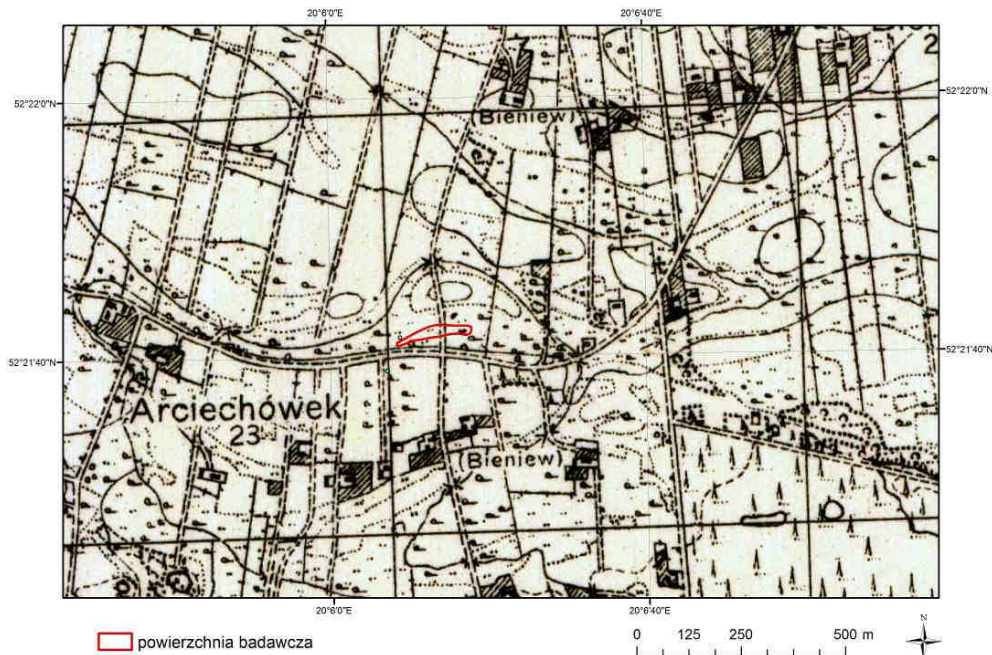 20°6'0"E 20°6'40"E
2
52°22'0"N 52°22'0"N
(Bieniew)
52°21'40"N 52°21'40"N
Arciechówek
23
(Bieniew)
20°6'0"E 20°6'40"E
powierzchnia badawcza
0 125 250 500 m
N